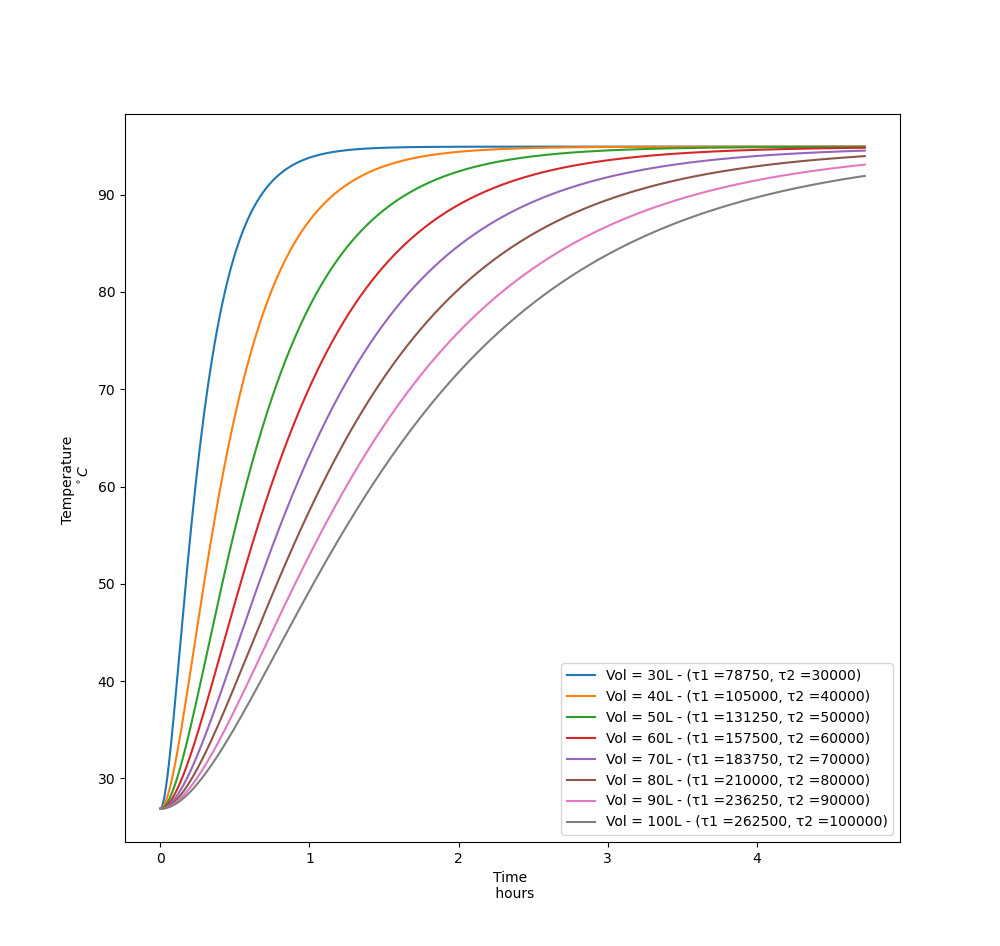 90
80
70
60
50
40
30
Temperature
°C
0
1
2
3
4
Time
hours
Vol = 30L - (τ1 =78750, τ2 =30000)
Vol = 40L - (τ1 =105000, τ2 =40000)
Vol = 50L - (τ1 =131250, τ2 =50000)
Vol = 60L - (τ1 =157500, τ2 =60000)
Vol = 70L - (τ1 =183750, τ2 =70000)
Vol = 80L - (τ1 =210000, τ2 =80000)
Vol = 90L - (τ1 =236250, τ2 =90000)
Vol = 100L - (τ1 =262500, τ2 =100000)